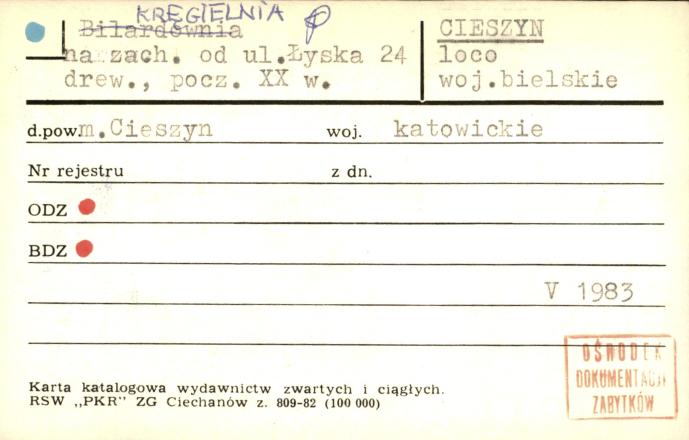 KRĘGIELNIA
Bilardownia CIESZYN
na zach. od ul.Łyska 24 loco
drew., pocz. XX w. woj.bielskie
d.pow.m.Cieszyn woj. katowickie
Nr rejestru z dn.
ODZ
BDZ
V 1983
OŚRODEK
DOKUMENTACJI
ZABYTKÓW
Karta katalogowa wydawnictw zwartych i ciągłych.
RSW „PKR" ZG Ciechanów z. 809-82 (100 000)